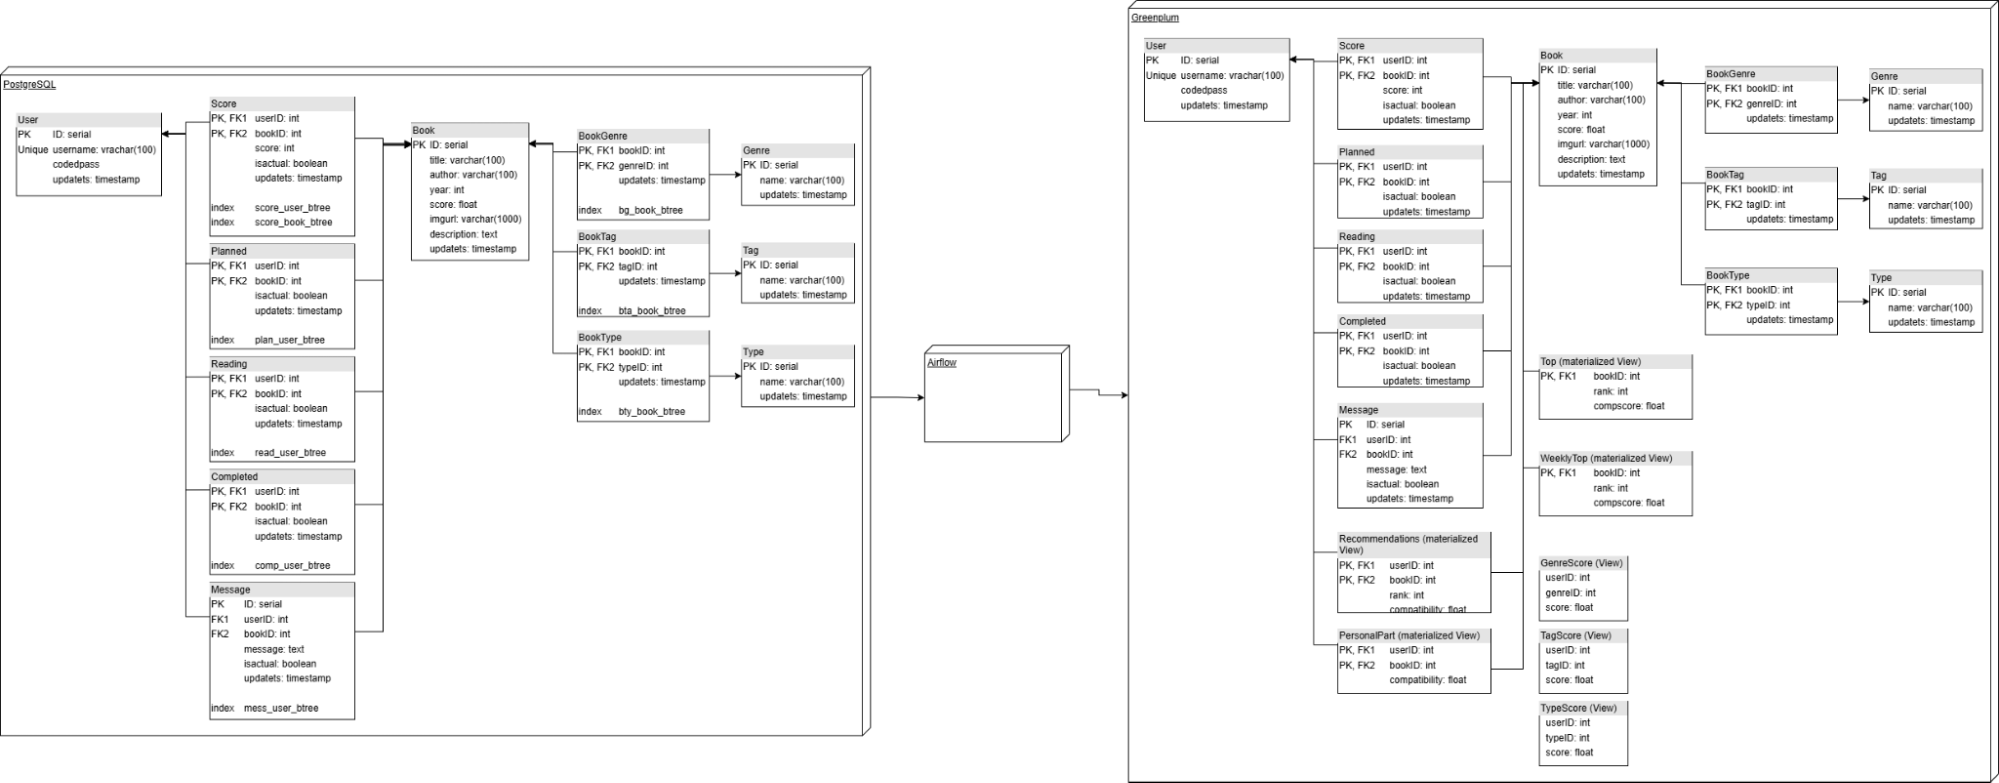 PostgreSQL
User
PK ID: serial
Unique username: vrachar(100)
codedpass
updatets: timestamp
Score
PK, FK1 userID: int
PK, FK2 bookID: int
score: int
isactual: boolean
updatets: timestamp
index score_user_btree
index score_book_btree
Planned
PK, FK1 userID: int
PK, FK2 bookID: int
isactual: boolean
updatets: timestamp
index plan_user_btree
Reading
PK, FK1 userID: int
PK, FK2 bookID: int
isactual: boolean
updatets: timestamp
index read_user_btree
Completed
PK, FK1 userID: int
PK, FK2 bookID: int
isactual: boolean
updatets: timestamp
index comp_user_btree
Message
PK ID: serial
FK1 userID: int
FK2 bookID: int
message: text
isactual: boolean
updatets: timestamp
index mess_user_btree
Book
PK ID: serial
title: varchar(100)
author: varchar(100)
year: int
score: float
imgurl: varchar(1000)
description: text
updatets: timestamp
BookGenre
PK, FK1 bookID: int
PK, FK2 genreID: int
updatets: timestamp
index bg_book_btree
BookTag
PK, FK1 bookID: int
PK, FK2 tagID: int
updatets: timestamp
index bta_book_btree
BookType
PK, FK1 bookID: int
PK, FK2 typeID: int
updatets: timestamp
index bty_book_btree
Genre
PK ID: serial
name: varchar(100)
updatets: timestamp
Tag
PK ID: serial
name: varchar(100)
updatets: timestamp
Type
PK ID: serial
name: varchar(100)
updatets: timestamp
Airflow
Greenplum
User
PK ID: serial
Unique username: vrachar(100)
codedpass
updatets: timestamp
Score
PK, FK1 userID: int
PK, FK2 bookID: int
score: int
isactual: boolean
updatets: timestamp
Planned
PK, FK1 userID: int
PK, FK2 bookID: int
isactual: boolean
updatets: timestamp
Reading
PK, FK1 userID: int
PK, FK2 bookID: int
isactual: boolean
updatets: timestamp
Completed
PK, FK1 userID: int
PK, FK2 bookID: int
isactual: boolean
updatets: timestamp
Message
PK ID: serial
FK1 userID: int
FK2 bookID: int
message: text
isactual: boolean
updatets: timestamp
Recommendations (materialized
View)
PK, FK1 userID: int
PK, FK2 bookID: int
rank: int
compatibility: float
PersonalPart (materialized View)
PK, FK1 userID: int
PK, FK2 bookID: int
compatibility: float
Book
PK ID: serial
title: varchar(100)
author: varchar(100)
year: int
score: float
imgurl: varchar(1000)
description: text
updatets: timestamp
Top (materialized View)
PK, FK1 bookID: int
rank: int
compscore: float
WeeklyTop (materialized View)
PK, FK1 bookID: int
rank: int
compscore: float
GenreScore (View)
userID: int
genreID: int
score: float
TagScore (View)
userID: int
tagID: int
score: float
TypeScore (View)
userID: int
typeID: int
score: float
BookGenre
PK, FK1 bookID: int
PK, FK2 genreID: int
updatets: timestamp
BookTag
PK, FK1 bookID: int
PK, FK2 tagID: int
updatets: timestamp
BookType
PK, FK1 bookID: int
PK, FK2 typeID: int
updatets: timestamp
Genre
PK ID: serial
name: varchar(100)
updatets: timestamp
Tag
PK ID: serial
name: varchar(100)
updatets: timestamp
Type
PK ID: serial
name: varchar(100)
updatets: timestamp